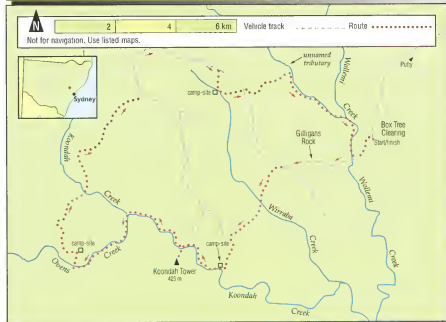 N
2
4
6 km
Vehicle track
Route
Not for navigation. Use listed maps.
Sydney
unnamed
tributary
Wollemi
Creek
Putty
camp-site
Box Tree
Clearing
Start/finish
Gilligans
Rock
Koondah
Creek
Wirraba
Creek
Wollemi
Creek
camp-site
Ovens
Creek
camp-site
Koondah Tower
425 m
Koondah
Creek